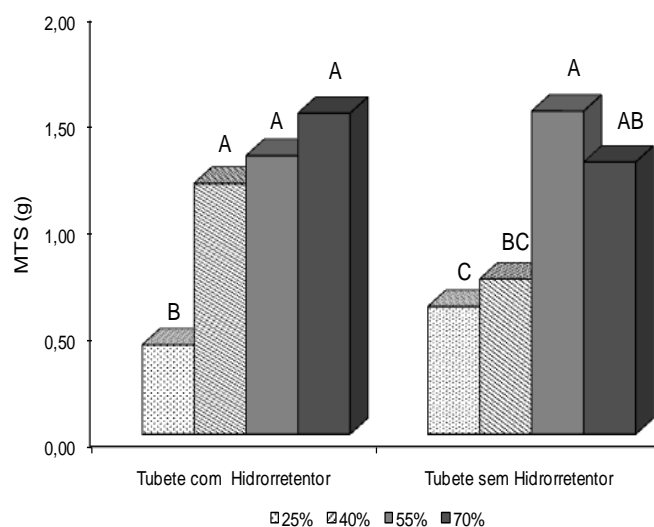 2,00
A
A
A
A
AB
1,50
MTS (g)
1,00
BC
C
B
0,50
0,00
Tubete com Hidrorretentor
Tubete sem Hidrorretentor
25% 40% 55% 70%